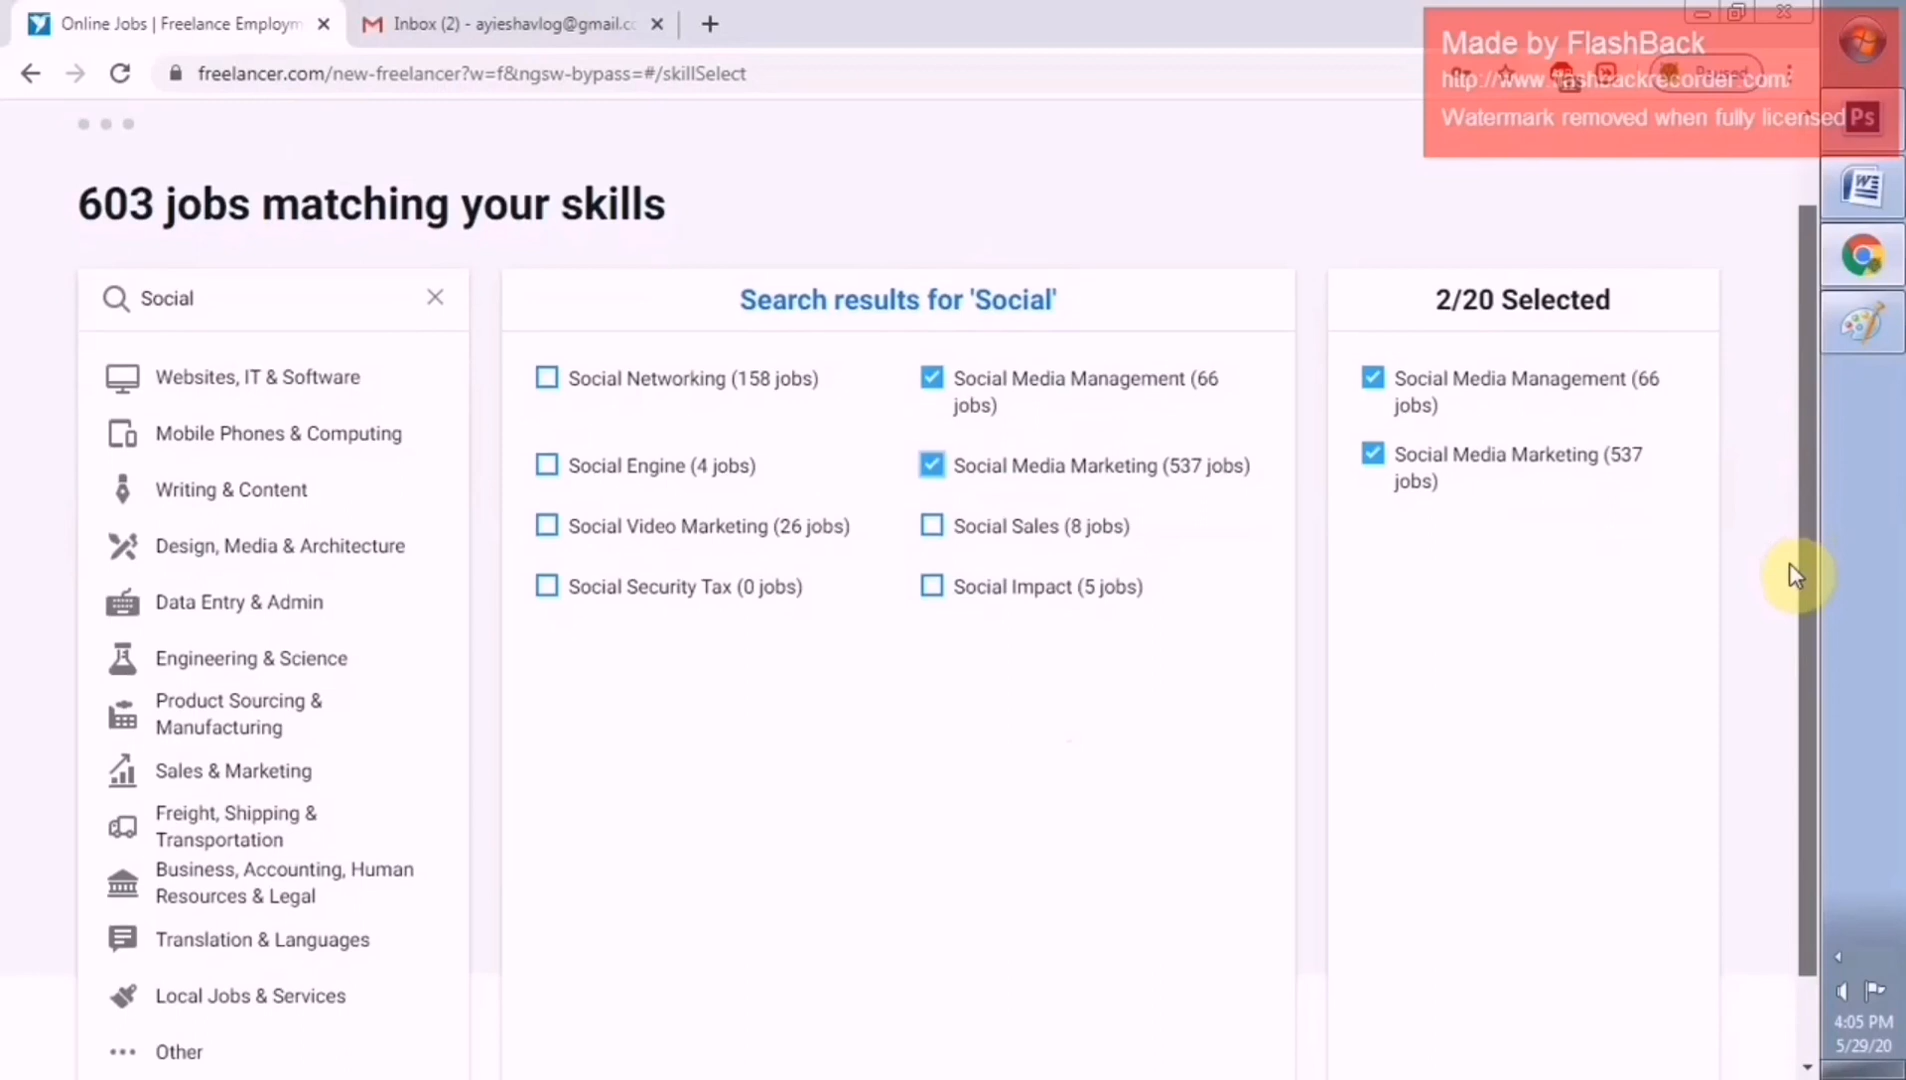 Online Jobs | Freelance Employm
Inbox (2) - ayieshavlog@gmail.c
freelancer.com/new-freelancer?w=f&ngsw-bypass=#/skillSelect
Made by FlashBack
http://www.flashbackrecorder.com/
Watermark removed when fully licensed
Paused
Ps
603 jobs matching your skills
Social
Websites, IT & Software
Mobile Phones & Computing
Writing & Content
Design, Media & Architecture
Data Entry & Admin
Engineering & Science
Product Sourcing &
Manufacturing
Sales & Marketing
Freight, Shipping &
Transportation
Business, Accounting, Human
Resources & Legal
Translation & Languages
Local Jobs & Services
Other
Search results for 'Social'
Social Networking (158 jobs)
Social Media Management (66
jobs)
Social Engine (4 jobs)
Social Media Marketing (537 jobs)
Social Video Marketing (26 jobs)
Social Sales (8 jobs)
Social Security Tax (0 jobs)
Social Impact (5 jobs)
2/20 Selected
Social Media Management (66
jobs)
Social Media Marketing (537
jobs)
4:05 PM
5/29/20